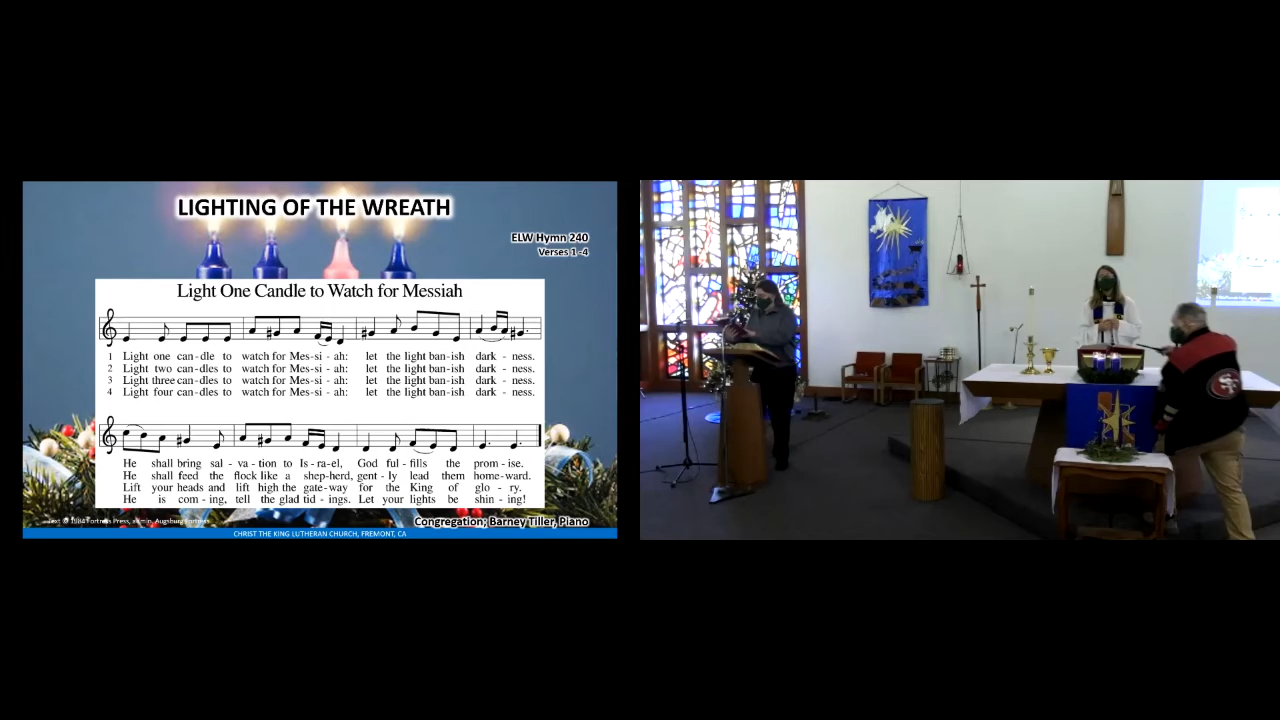 LIGHTING OF THE WREATH
ELW Hymn 240
Verses 1-4
Light One Candle to Watch for Messiah
1 Light one can - dle to watch for Mes - si - ah: let the light ban - ish dark - ness.
2 Light two can - dles to watch for Mes - si - ah: let the light ban - ish dark - ness.
3 Light three can - dles to watch for Mes - si - ah: let the light ban - ish dark - ness.
4 Light four can - dles to watch for Mes - si - ah: let the light ban - ish dark - ness.
He shall bring sal - va - tion to Is - ra - el, God ful - fills the prom - ise.
He shall feed the flock like a shep - herd, gent - ly lead them home - ward.
Lift your heads and lift high the gate - way for the King of glo - ry.
He is com - ing, tell the glad tid - ings. Let your lights be shin - ing!
Text © 1984 Fortress Press, admin. Augsburg Fortress
Congregation; Barney Tiller, Piano
CHRIST THE KING LUTHERAN CHURCH, FREMONT, CA
SF